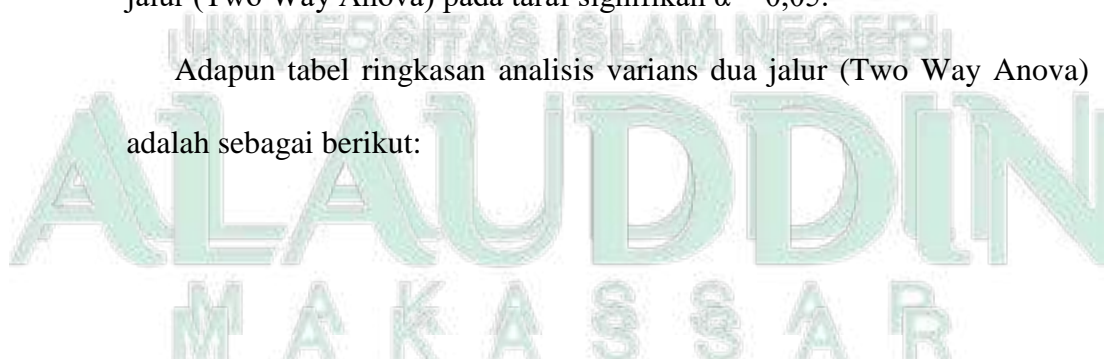 jalur (Two Way Anova) pada taraf signifikan α = 0,05.
UNIVERSITAS ISLAM NEGERI
Adapun tabel ringkasan analisis varians dua jalur (Two Way Anova)
adalah sebagai berikut:
ALAUDDIN
MAKASSAR